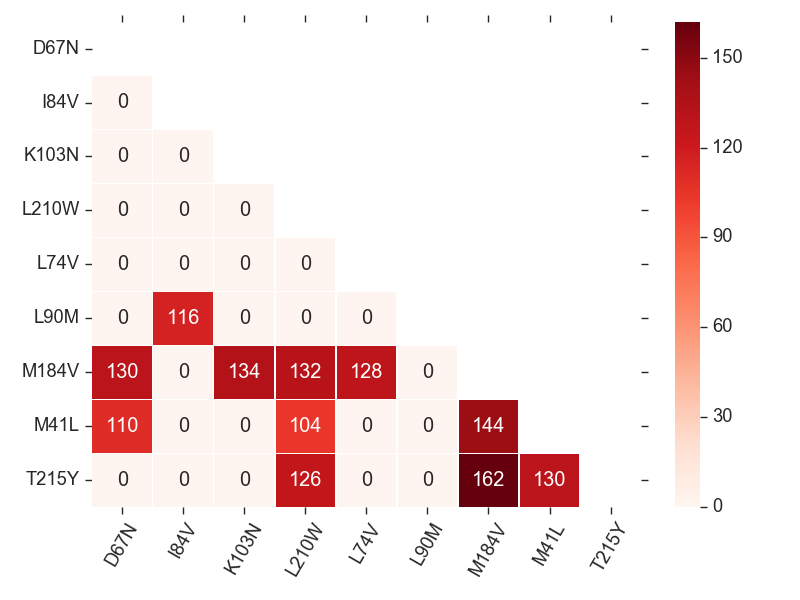 D67N
I84V 0
K103N 0 0
L210W 0 0 0
L74V 0 0 0 0
L90M 0 116 0 0 0
M184V 130 0 134 132 128 0
M41L 110 0 0 104 0 0 144
T215Y 0 0 0 126 0 0 162 130
D67N I84V K103N L210W L74V L90M M184V M41L T215Y
150
120
90
60
30
0